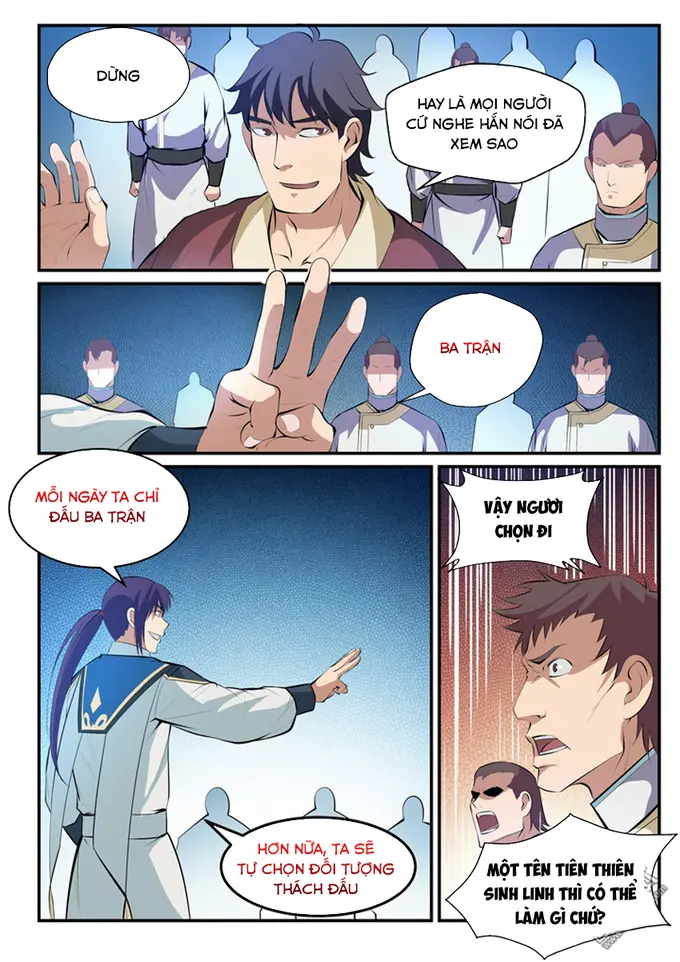 DỪNG
HAY LÀ MỌI NGƯỜI
CỨ NGHE HẮN NÓI ĐÃ
XEM SAO
BA TRẬN
MỖI NGÀY TA CHỈ
ĐẤU BA TRẬN
HƠN NỮA, TA SẼ
TỰ CHỌN ĐỐI TƯỢNG
THÁCH ĐẤU
VẬY NGƯƠI
CHỌN ĐI
MỘT TÊN TIÊN THIÊN
SINH LINH THÌ CÓ THỂ
LÀM GÌ CHỨ?